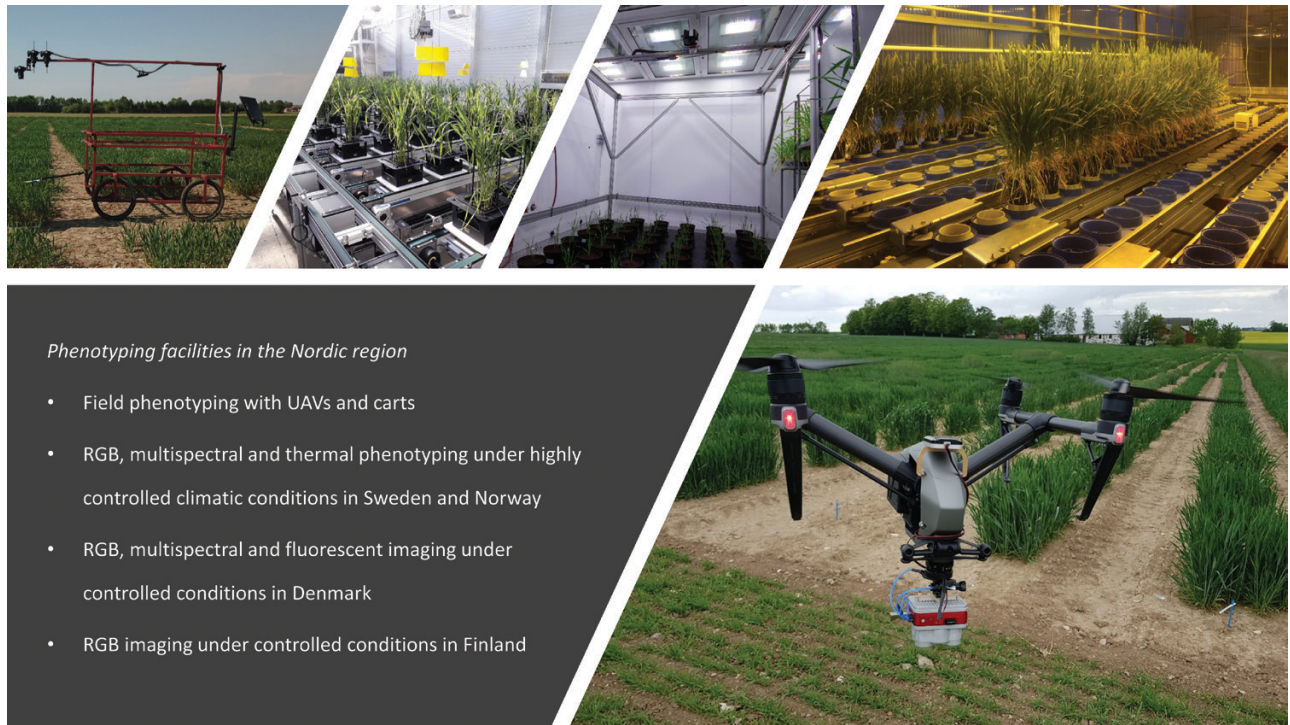 Phenotyping facilities in the Nordic region
• Field phenotyping with UAVs and carts
• RGB, multispectral and thermal phenotyping under highly
controlled climatic conditions in Sweden and Norway
• RGB, multispectral and fluorescent imaging under
controlled conditions in Denmark
• RGB imaging under controlled conditions in Finland